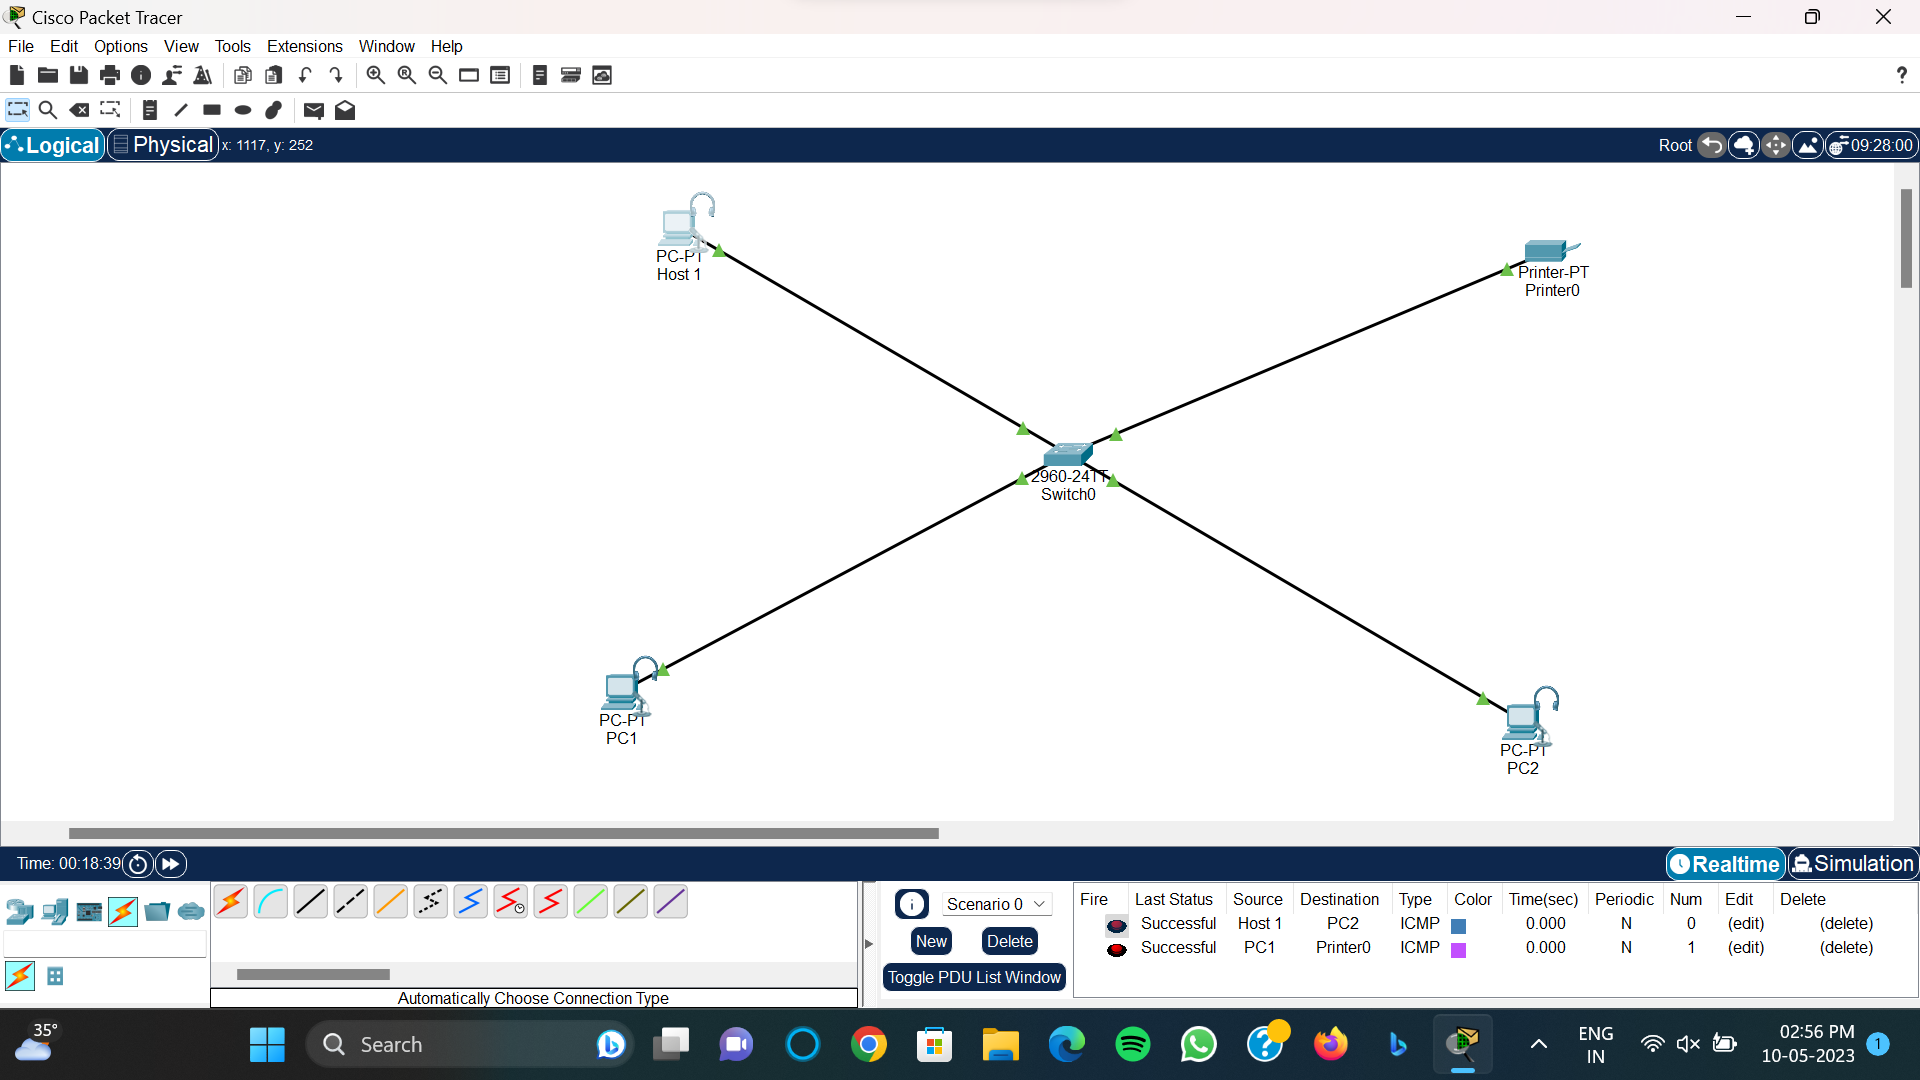 Cisco Packet Tracer
File Edit Options View Tools Extensions Window Help
?
Logical Physical x: 1117, y: 252 Root 09:28:00
PC-PT
Host 1
Printer-PT
Printer0
2960-24TT
Switch0
PC-PT
PC1
PC-PT
PC2
Time: 00:18:39 Realtime Simulation
Scenario 0
New Delete
Toggle PDU List Window
Automatically Choose Connection Type
Fire Last Status Source Destination Type Color Time(sec) Periodic Num Edit Delete
Successful Host 1 PC2 ICMP 0.000 N 0 (edit) (delete)
Successful PC1 Printer0 ICMP 0.000 N 1 (edit) (delete)
35°
Search
ENG
IN
02:56 PM
10-05-2023
1